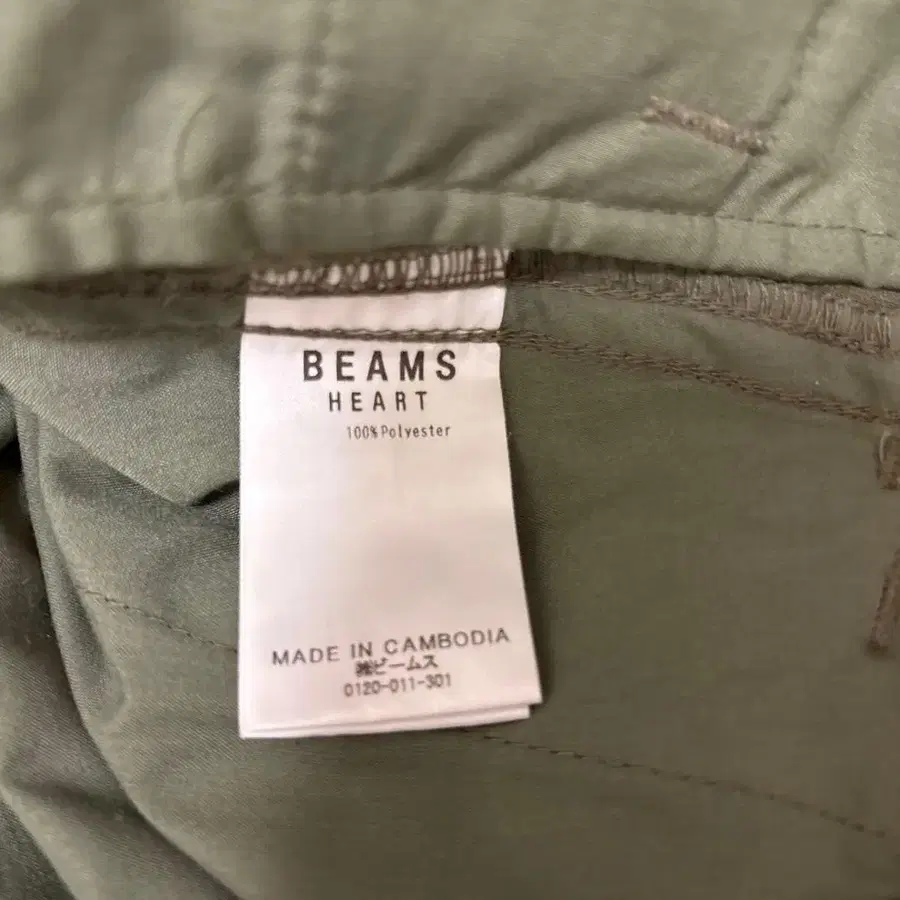 BEAMS
HEART
100% Polyester
MADE IN CAMBODIA
㈱ビームス
0120-011-301